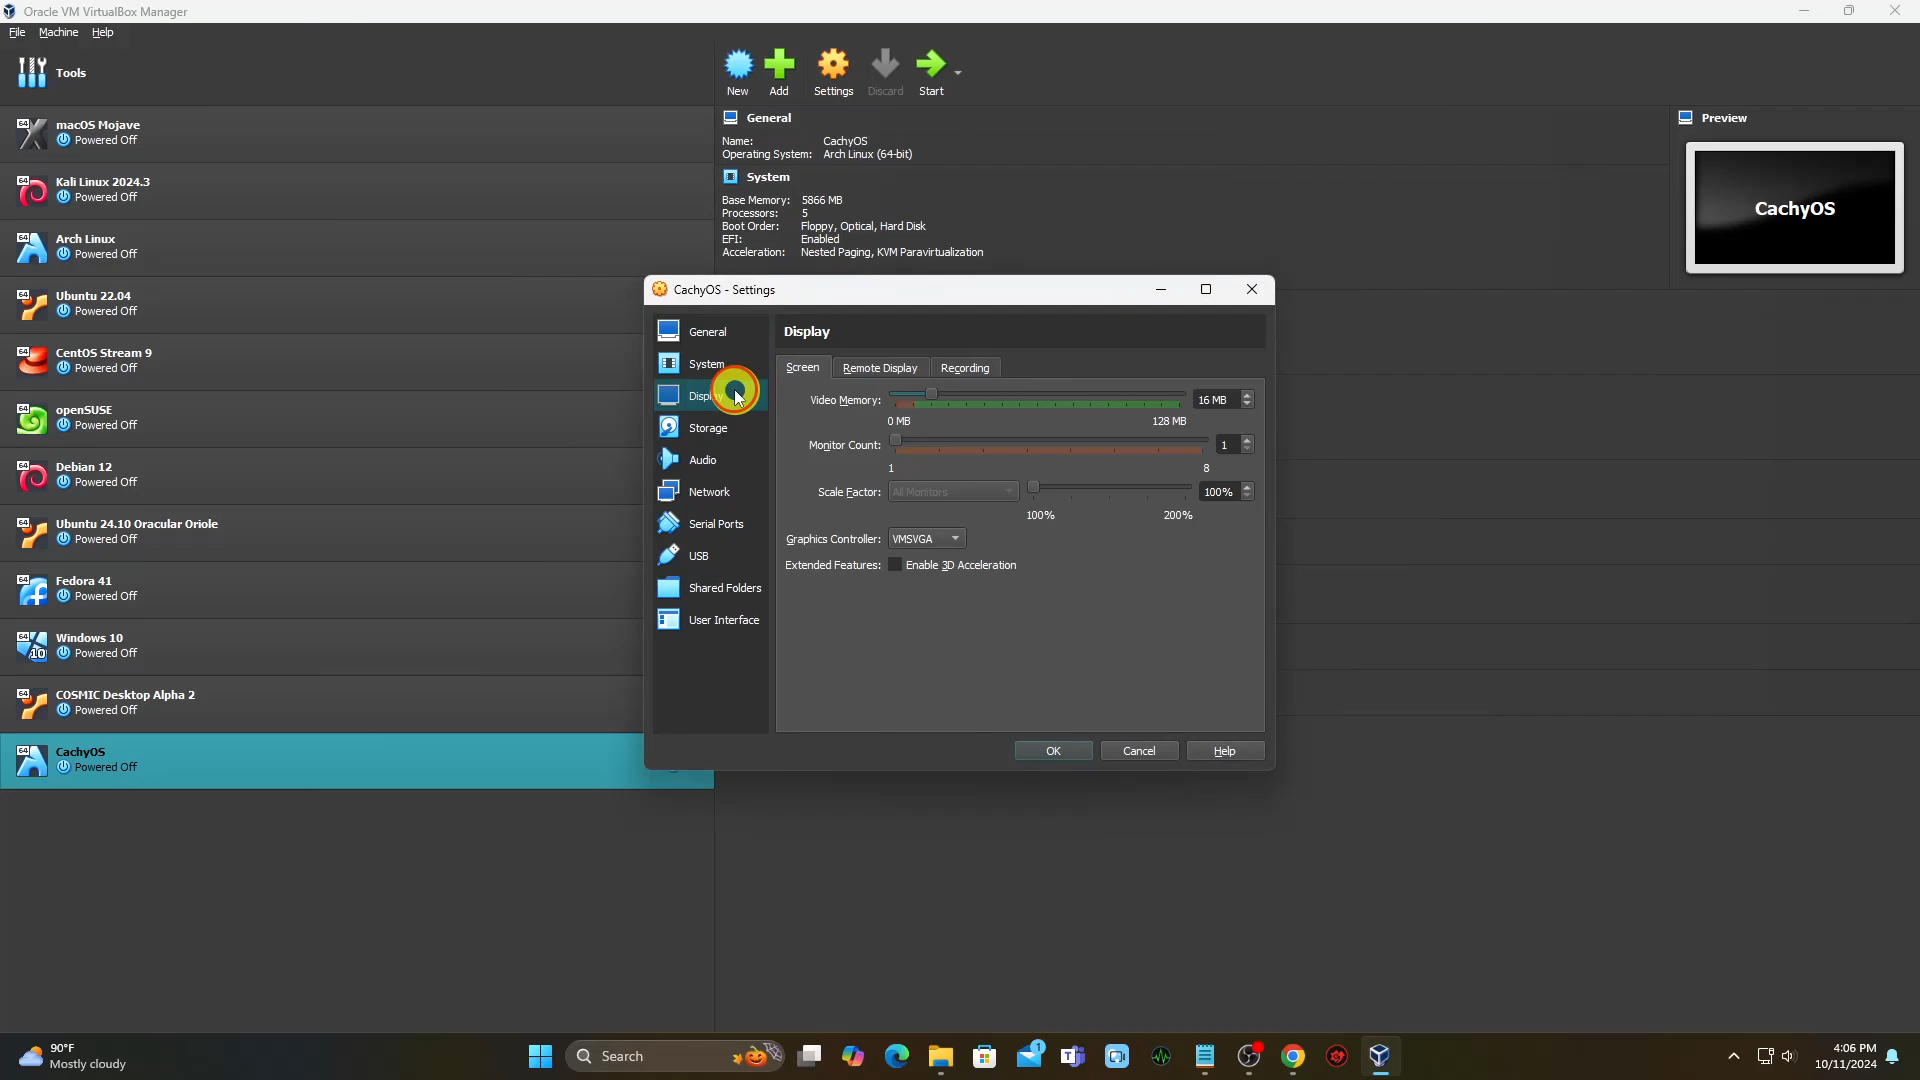 Oracle VM VirtualBox Manager
File Machine Help
Tools
New Add Settings Discard Start
macOS Mojave
Powered Off
Kali Linux 2024.3
Powered Off
Arch Linux
Powered Off
Ubuntu 22.04
Powered Off
CentOS Stream 9
Powered Off
openSUSE
Powered Off
Debian 12
Powered Off
Ubuntu 24.10 Oracular Oriole
Powered Off
Fedora 41
Powered Off
Windows 10
Powered Off
COSMIC Desktop Alpha 2
Powered Off
CachyOS
Powered Off
General
Name: CachyOS
Operating System: Arch Linux (64-bit)
System
Base Memory: 5866 MB
Processors: 5
Boot Order: Floppy, Optical, Hard Disk
EFI: Enabled
Acceleration: Nested Paging, KVM Paravirtualization
Preview
CachyOS
CachyOS - Settings
General
System
Display
Storage
Audio
Network
Serial Ports
USB
Shared Folders
User Interface
Display
Screen Remote Display Recording
Video Memory: 16 MB
0 MB 128 MB
Monitor Count: 1
1 8
Scale Factor: All Monitors 100%
100% 200%
Graphics Controller: VMSVGA
Extended Features: Enable 3D Acceleration
OK Cancel Help
90°F
Mostly cloudy
Search
1
4:06 PM
10/11/2024